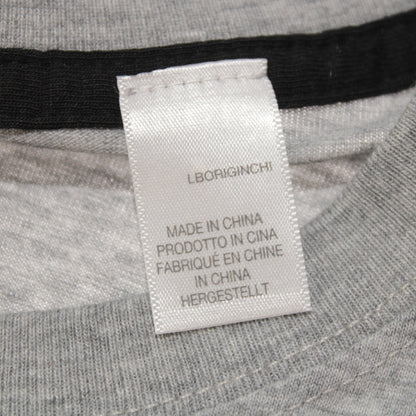 LBORIGINCHI
MADE IN CHINA
PRODOTTO IN CINA
FABRIQUÉ EN CHINE
IN CHINA
HERGESTELLT